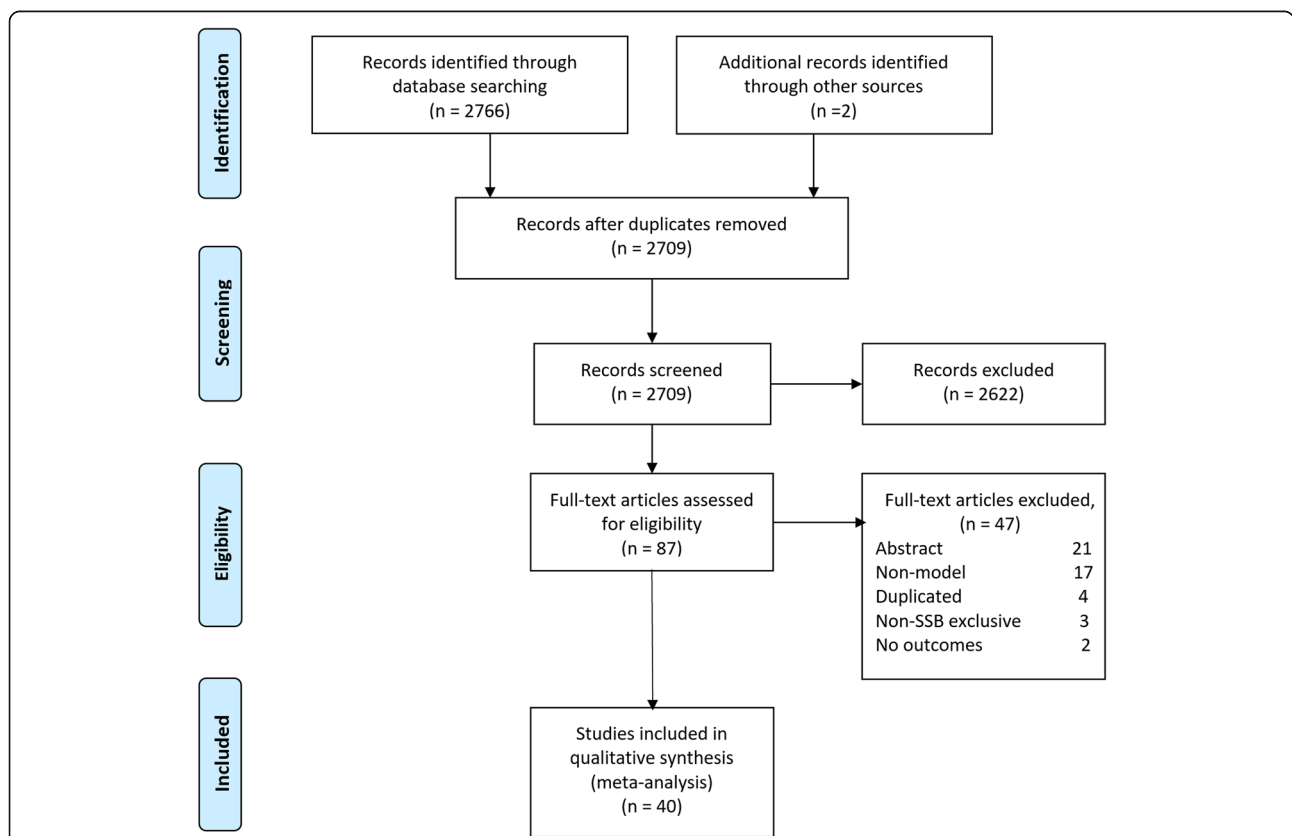 Identification
Records identified through
database searching
(n = 2766)
Additional records identified
through other sources
(n =2)
Records after duplicates removed
(n = 2709)
Screening
Records screened
(n = 2709)
Records excluded
(n = 2622)
Eligibility
Full-text articles assessed
for eligibility
(n = 87)
Full-text articles excluded,
(n = 47)
Abstract 21
Non-model 17
Duplicated 4
Non-SSB exclusive 3
No outcomes 2
Included
Studies included in
qualitative synthesis
(meta-analysis)
(n = 40)